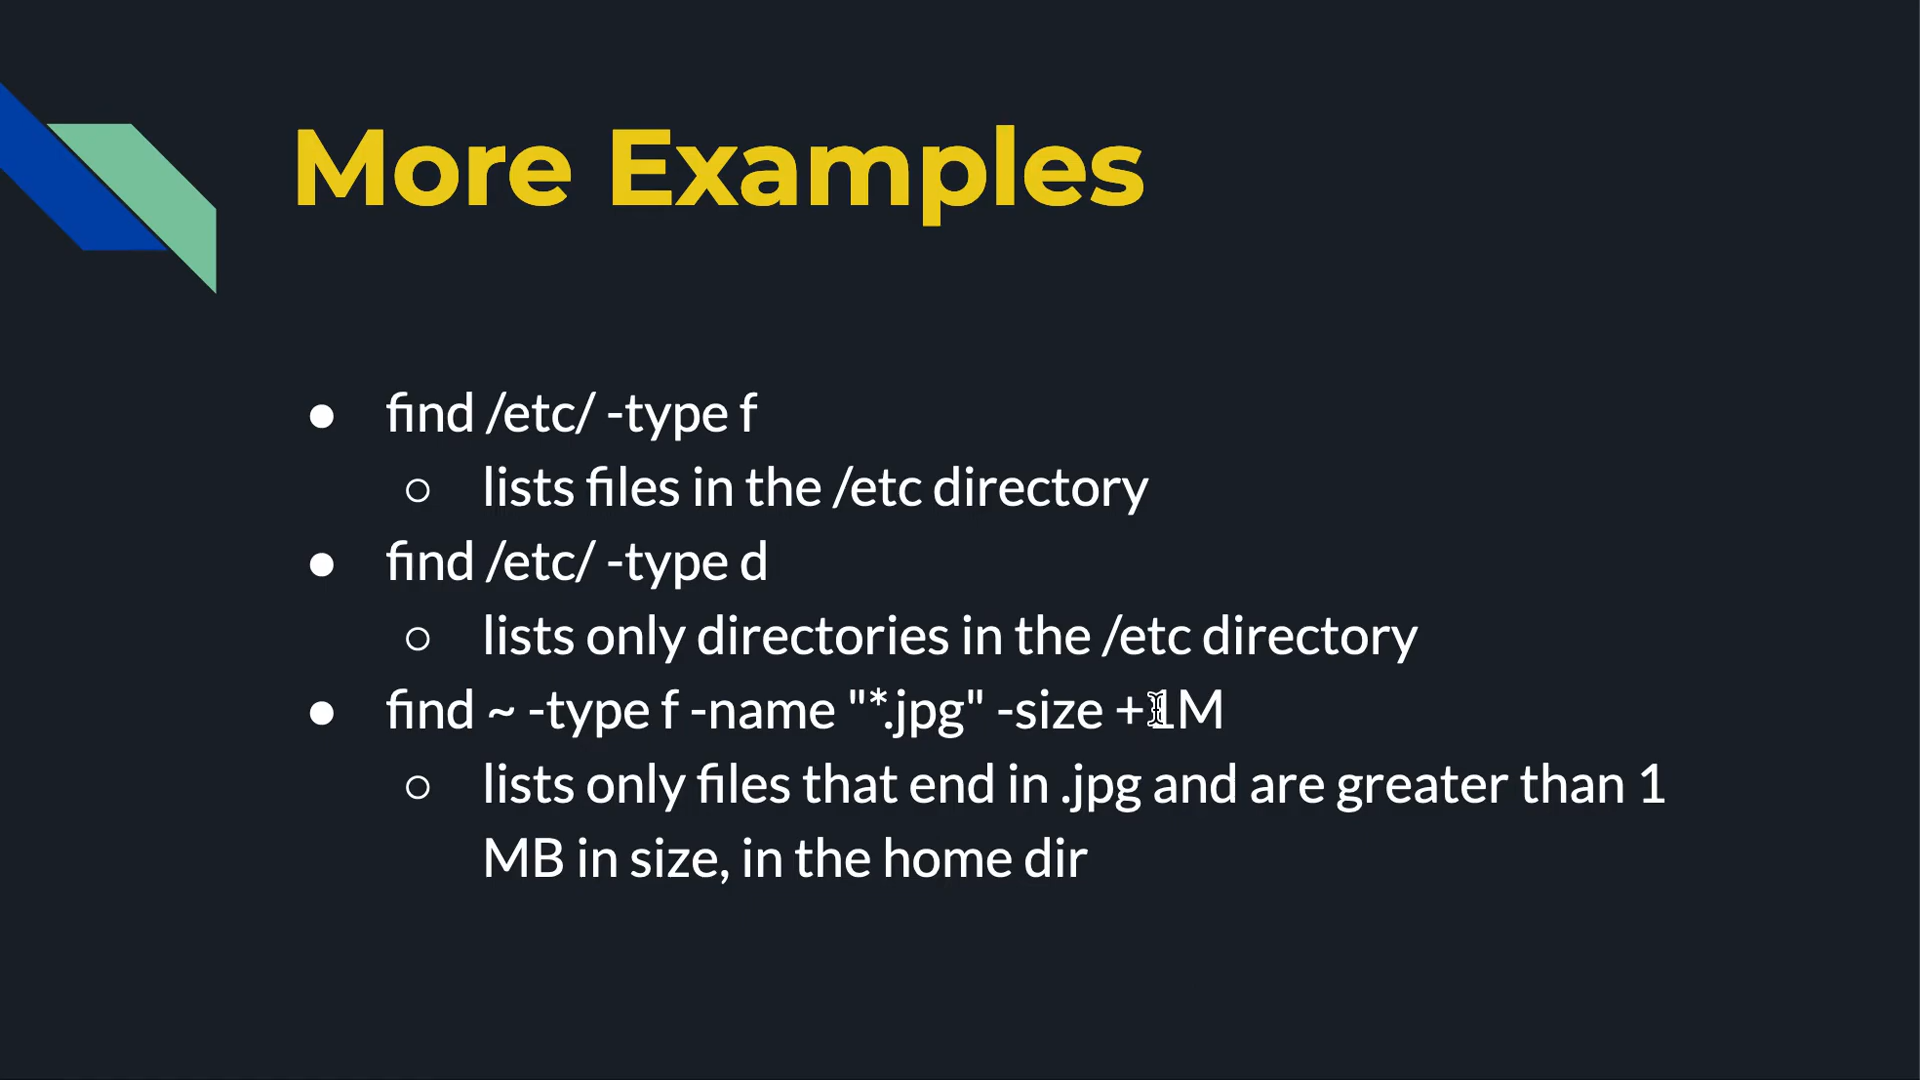 More Examples
● find /etc/ -type f
○ lists files in the /etc directory
● find /etc/ -type d
○ lists only directories in the /etc directory
● find ~ -type f -name "*.jpg" -size +1M
○ lists only files that end in .jpg and are greater than 1
MB in size, in the home dir